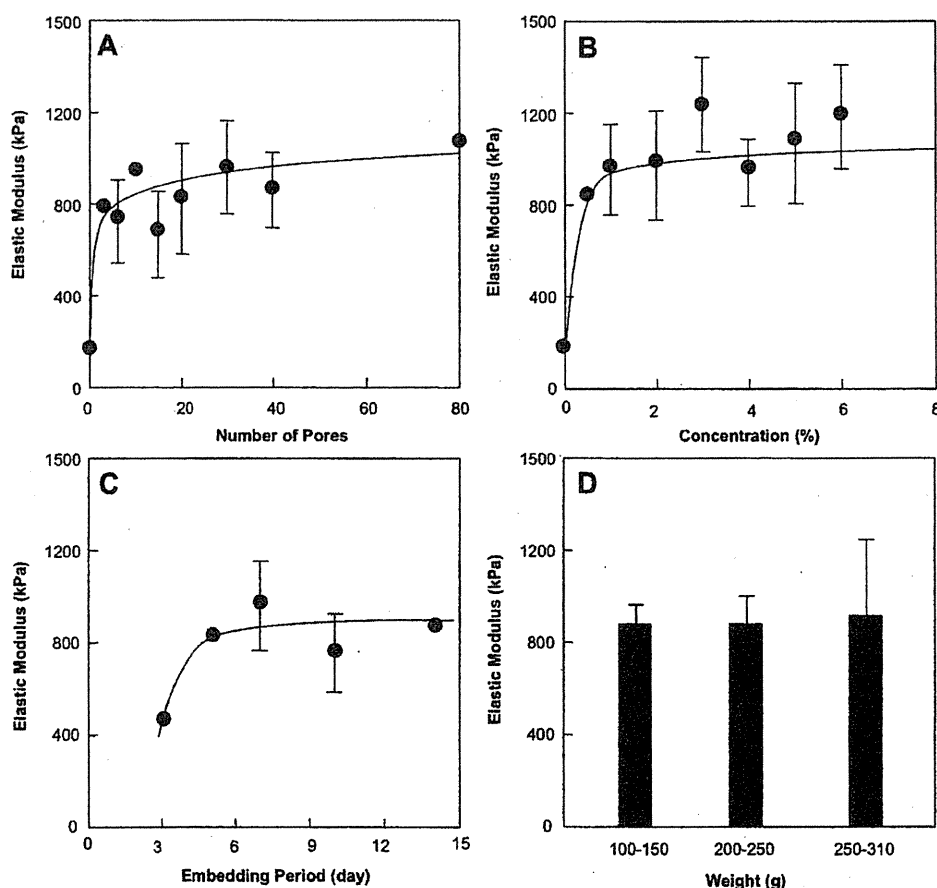 A
Elastic Modulus (kPa)
1500
1200
800
400
0
0 20 40 60 80
Number of Pores
B
Elastic Modulus (kPa)
1500
1200
800
400
0
0 2 4 6 8
Concentration (%)
C
Elastic Modulus (kPa)
1500
1200
800
400
0
0 3 6 9 12 15
Embedding Period (day)
D
Elastic Modulus (kPa)
1500
1200
800
400
0
100-150 200-250 250-310
Weight (g)